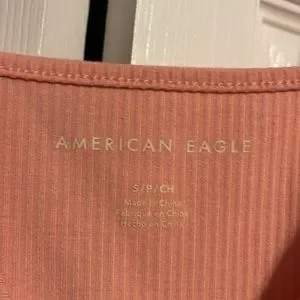 AMERICAN EAGLE
S/P/CH
Made in China
Fabriqué en Chine
Hecho en China